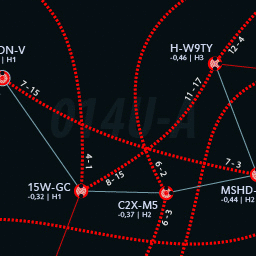 ON-V
| H1
H-W9TY
-0,46 | H3
12-4
7-15
11-17
014U-A
4-1
8-15
6-2
7-3
15W-GC
-0,32 | H1
C2X-M5
-0,37 | H2
MSHD-
-0,44 | H2
6-3